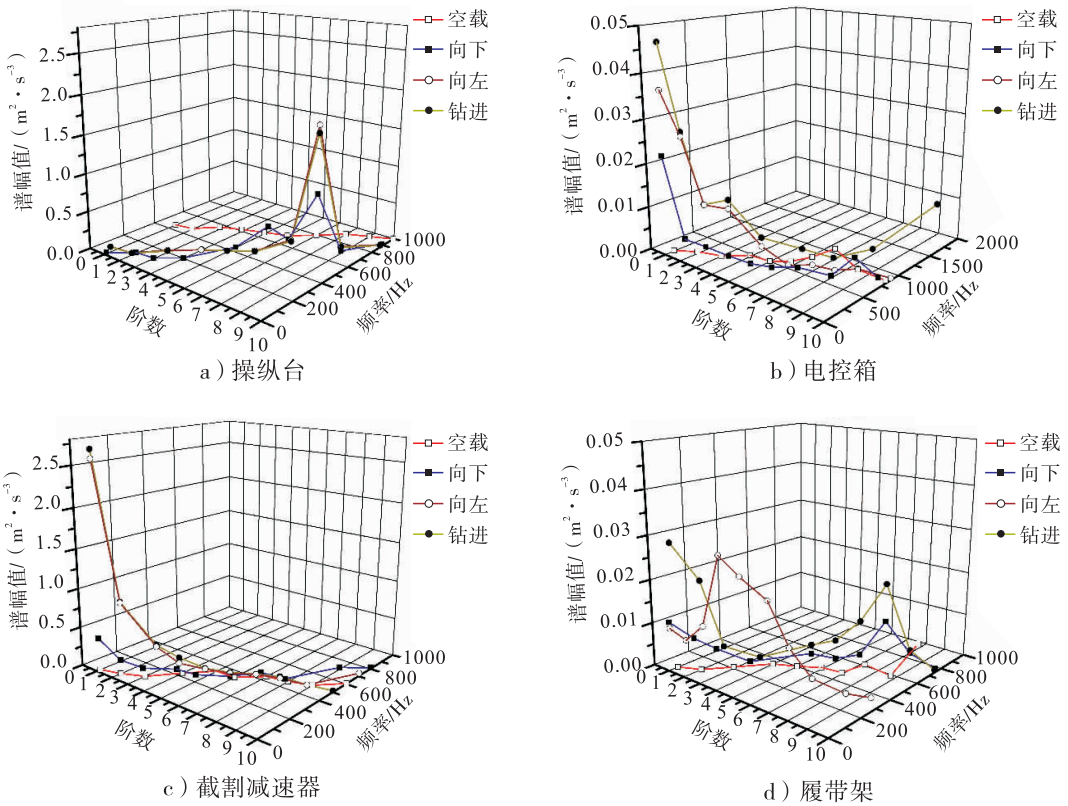 空载
向下
向左
钻进
谱幅值/(m²·s⁻³)
2.5
2.0
1.5
1.0
0.5
0.0
0 1 2 3 4 5 6 7 8 9 10
阶数
0 200 400 600 800 1000
频率/Hz
a)操纵台
空载
向下
向左
钻进
谱幅值/(m²·s⁻³)
0.05
0.04
0.03
0.02
0.01
0.00
0 1 2 3 4 5 6 7 8 9 10
阶数
0 500 1000 1500 2000
频率/Hz
b)电控箱
空载
向下
向左
钻进
谱幅值/(m²·s⁻³)
2.5
2.0
1.5
1.0
0.5
0.0
0 1 2 3 4 5 6 7 8 9 10
阶数
0 200 400 600 800 1000
频率/Hz
c)截割减速器
空载
向下
向左
钻进
谱幅值/(m²·s⁻³)
0.05
0.04
0.03
0.02
0.01
0.00
0 1 2 3 4 5 6 7 8 9 10
阶数
0 200 400 600 800 1000
频率/Hz
d)履带架